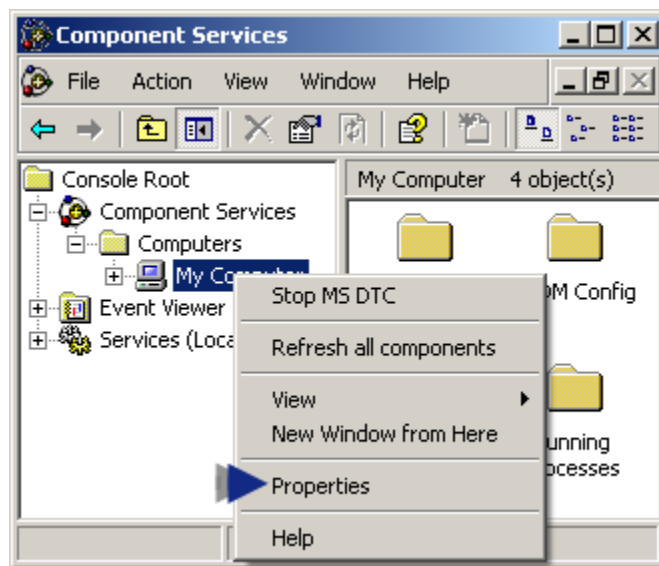 Component Services
File Action View Window Help
Console Root
Component Services
Computers
My Computer
Event Viewer
Services (Loca
My Computer 4 object(s)
OM Config
unning
ocesses
Stop MS DTC
Refresh all components
View
New Window from Here
Properties
Help